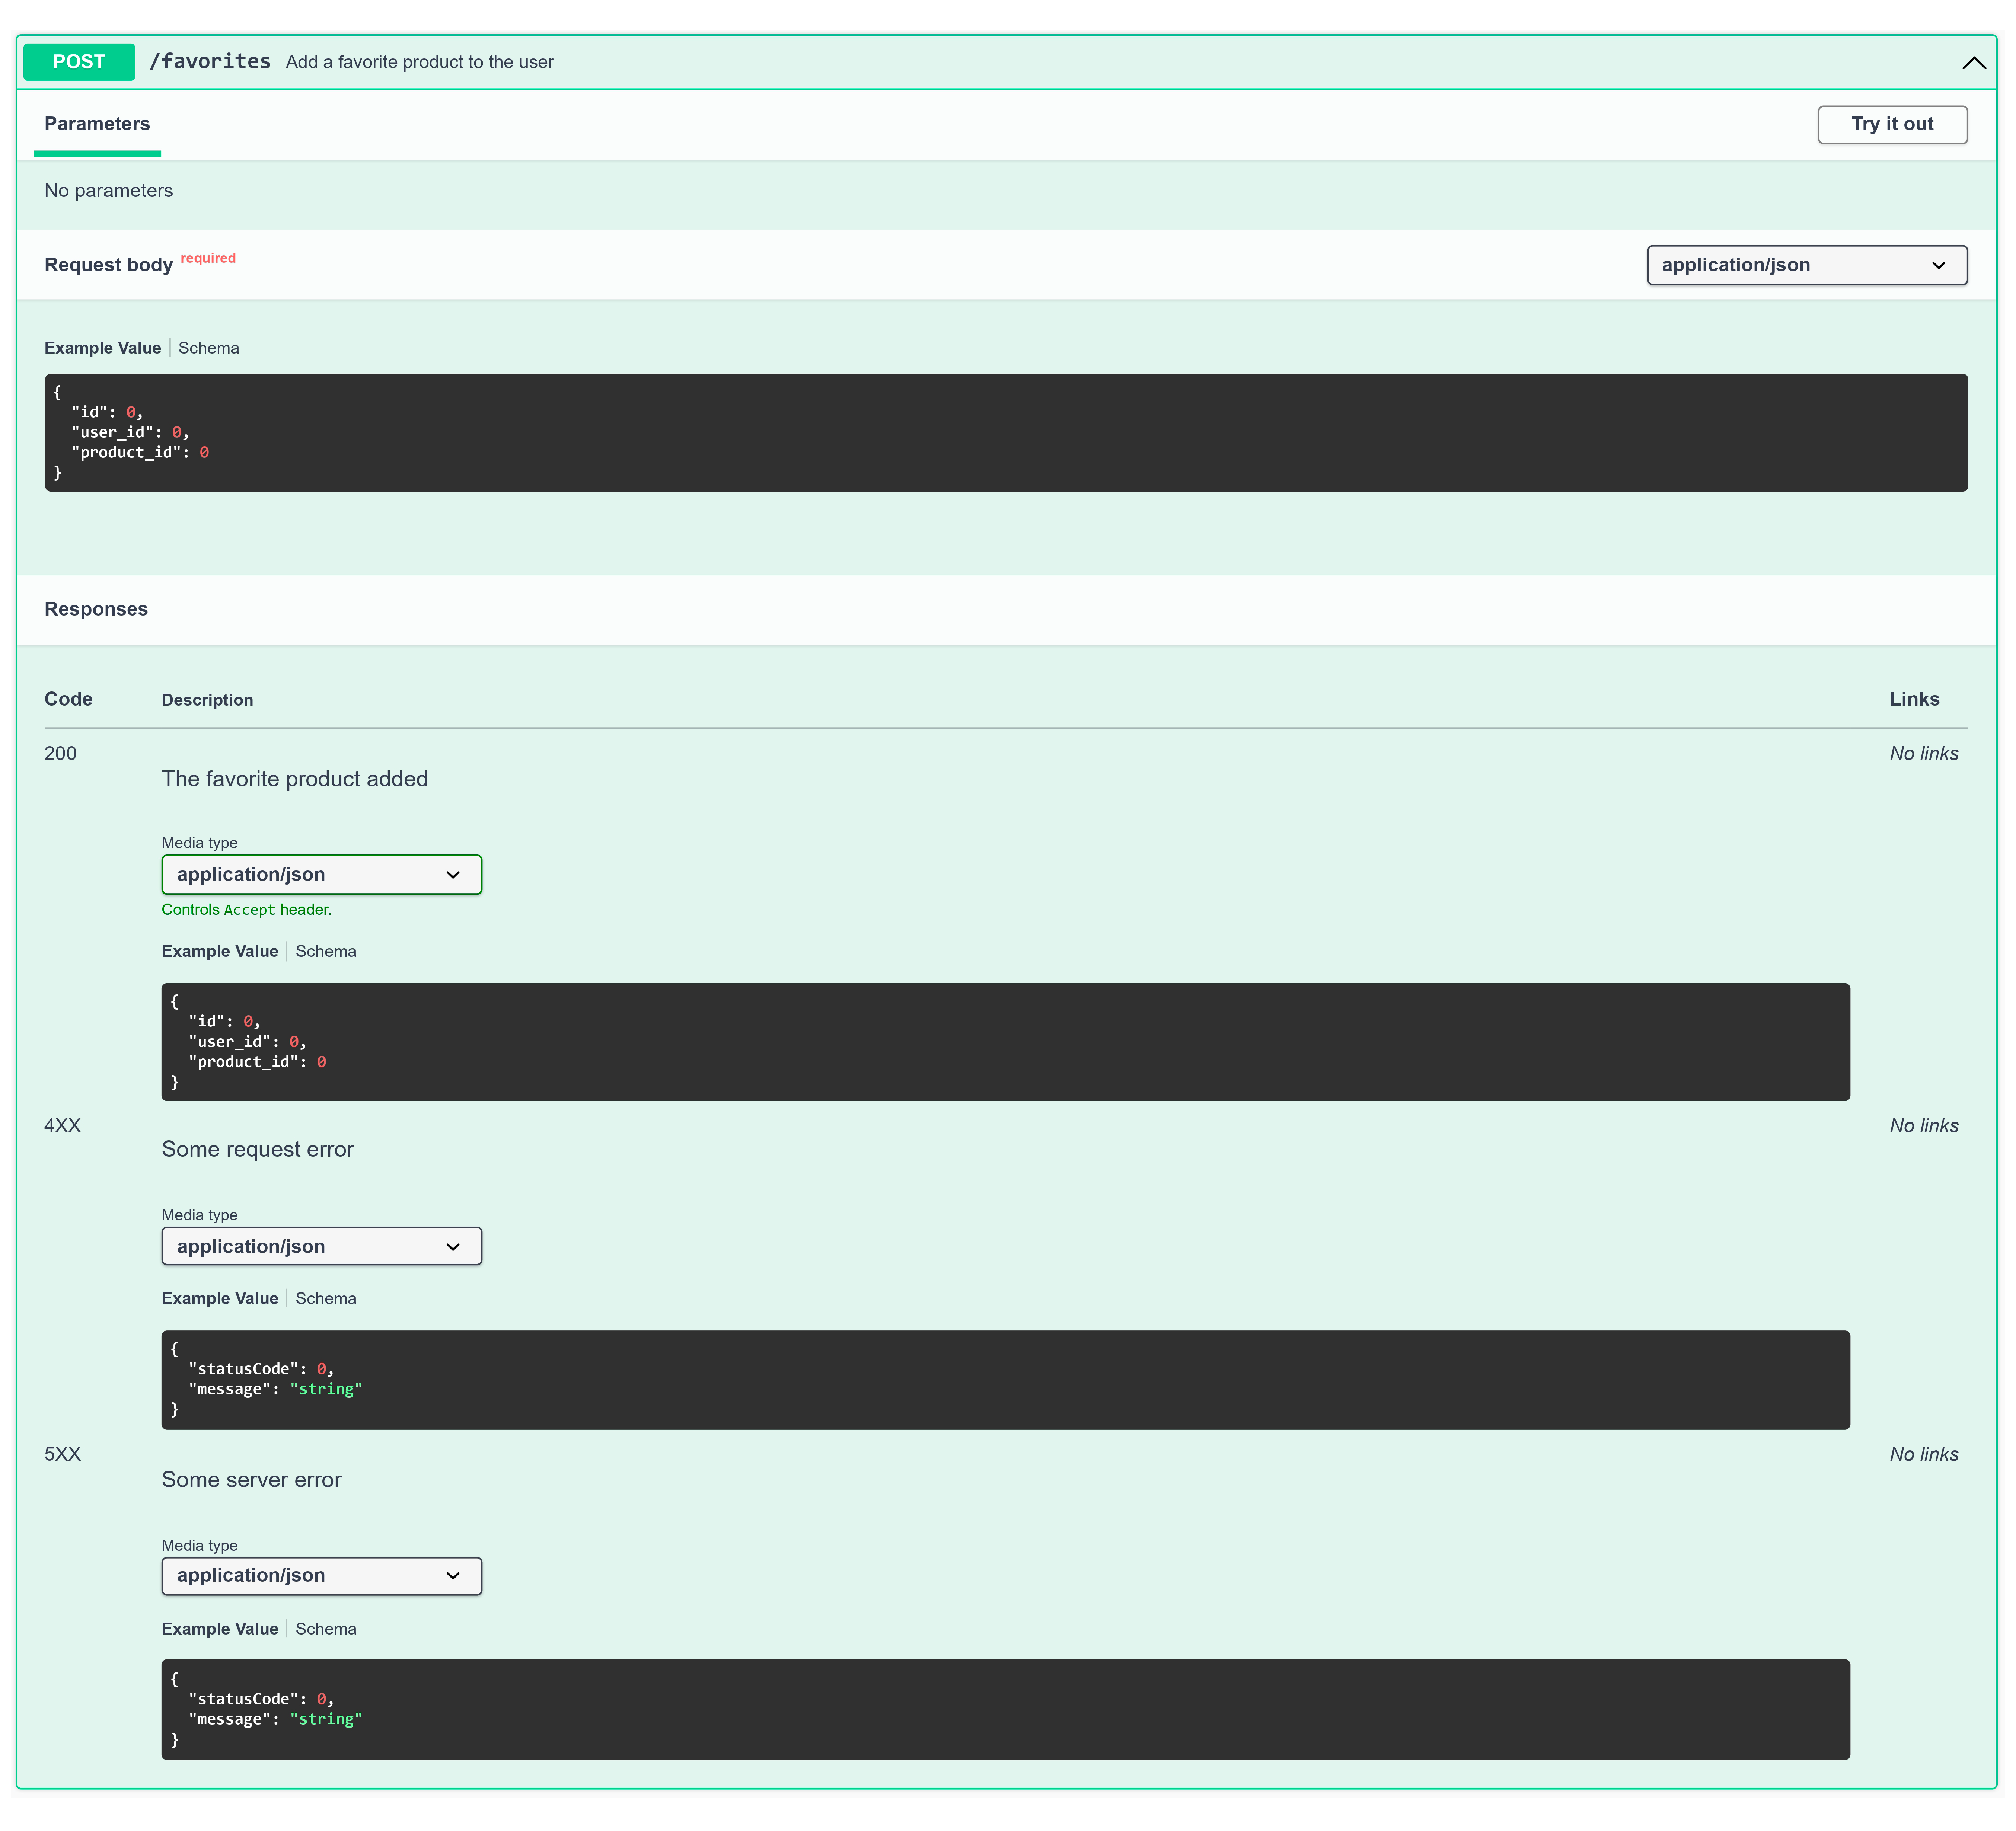 POST /favorites Add a favorite product to the user
Parameters Try it out
No parameters
Request body required application/json
Example Value Schema
{
  "id": 0,
  "user_id": 0,
  "product_id": 0
}
Responses
Code Description Links
200 No links
The favorite product added
Media type
application/json
Controls Accept header.
Example Value Schema
{
  "id": 0,
  "user_id": 0,
  "product_id": 0
}
4XX No links
Some request error
Media type
application/json
Example Value Schema
{
  "statusCode": 0,
  "message": "string"
}
5XX No links
Some server error
Media type
application/json
Example Value Schema
{
  "statusCode": 0,
  "message": "string"
}